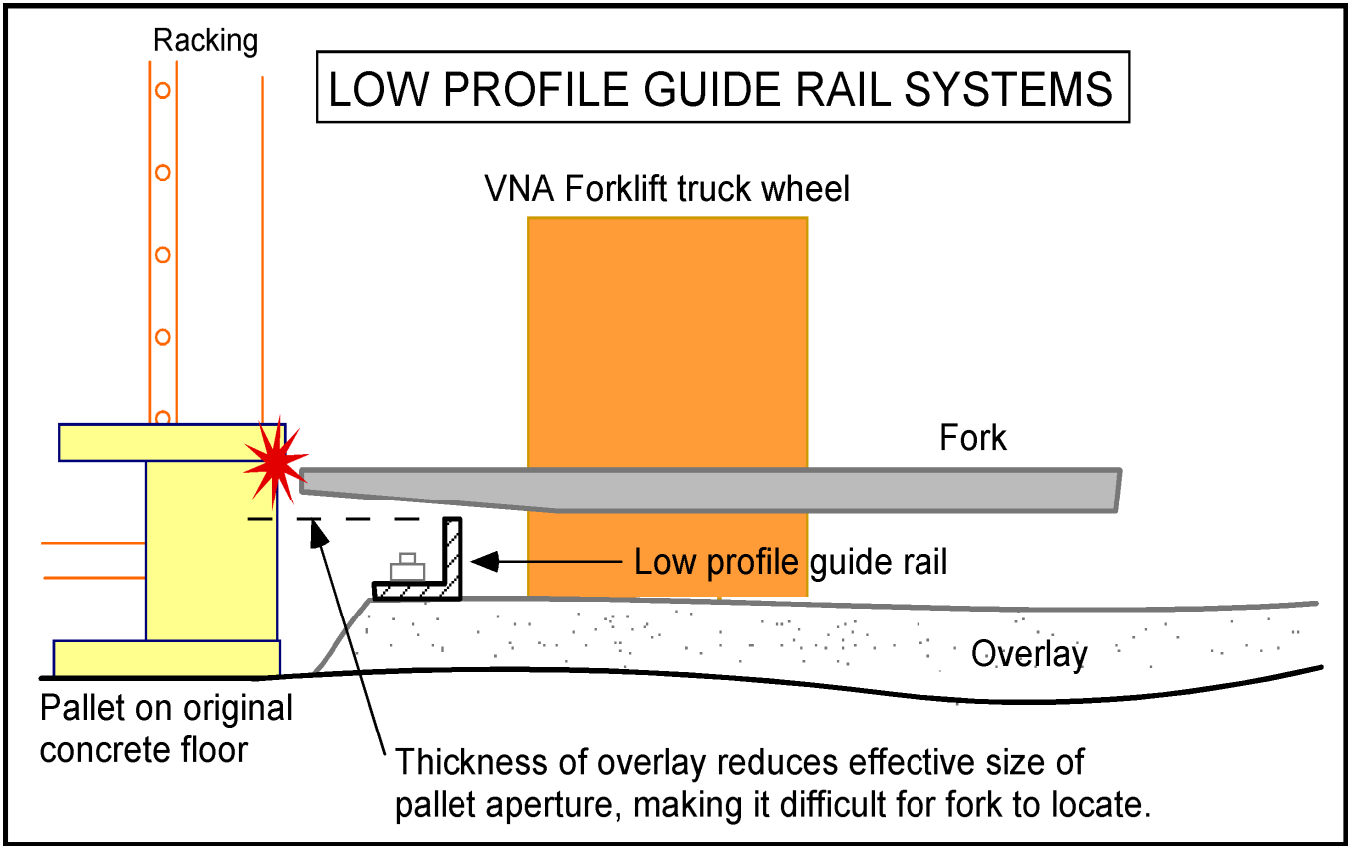 Racking
LOW PROFILE GUIDE RAIL SYSTEMS
VNA Forklift truck wheel
Fork
Low profile guide rail
Overlay
Pallet on original
concrete floor
Thickness of overlay reduces effective size of
pallet aperture, making it difficult for fork to locate.